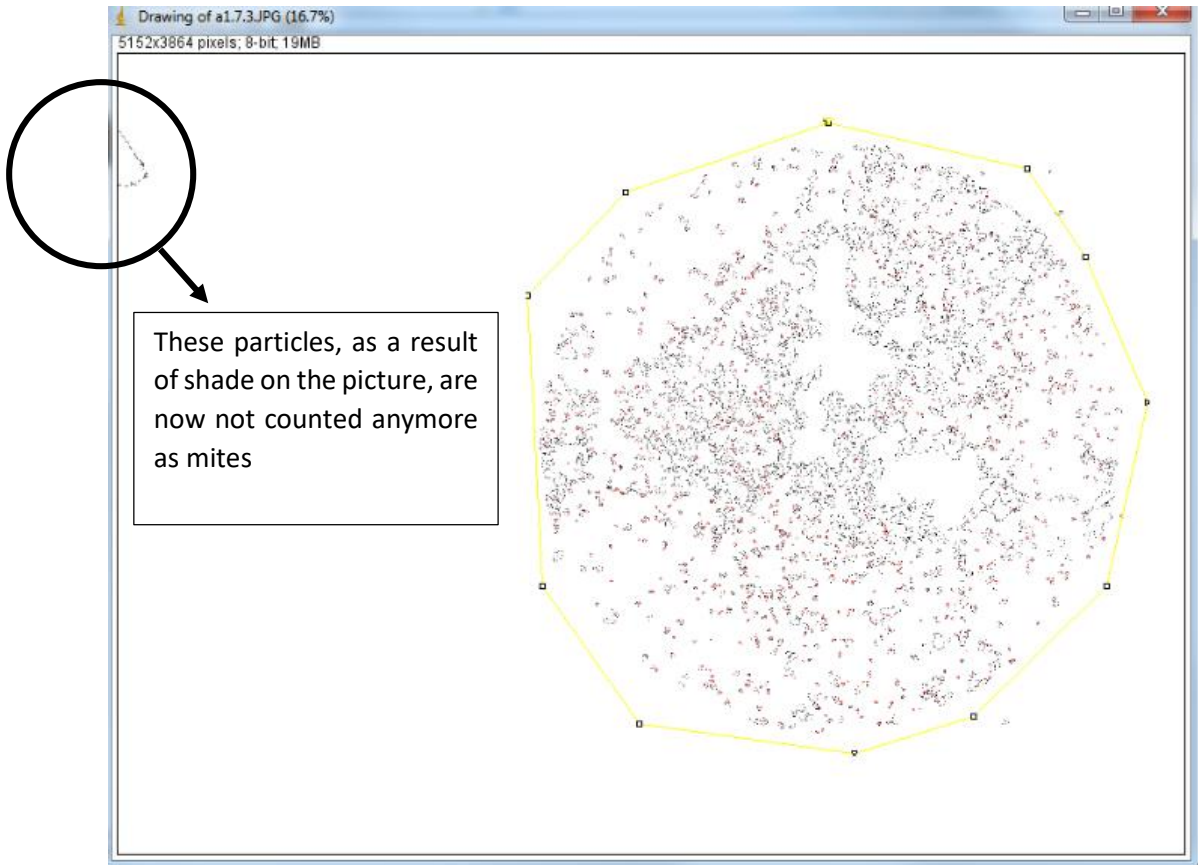 Drawing of a1.7.3.JPG (16.7%)
5152x3864 pixels; 8-bit; 19MB
These particles, as a result
of shade on the picture, are
now not counted anymore
as mites